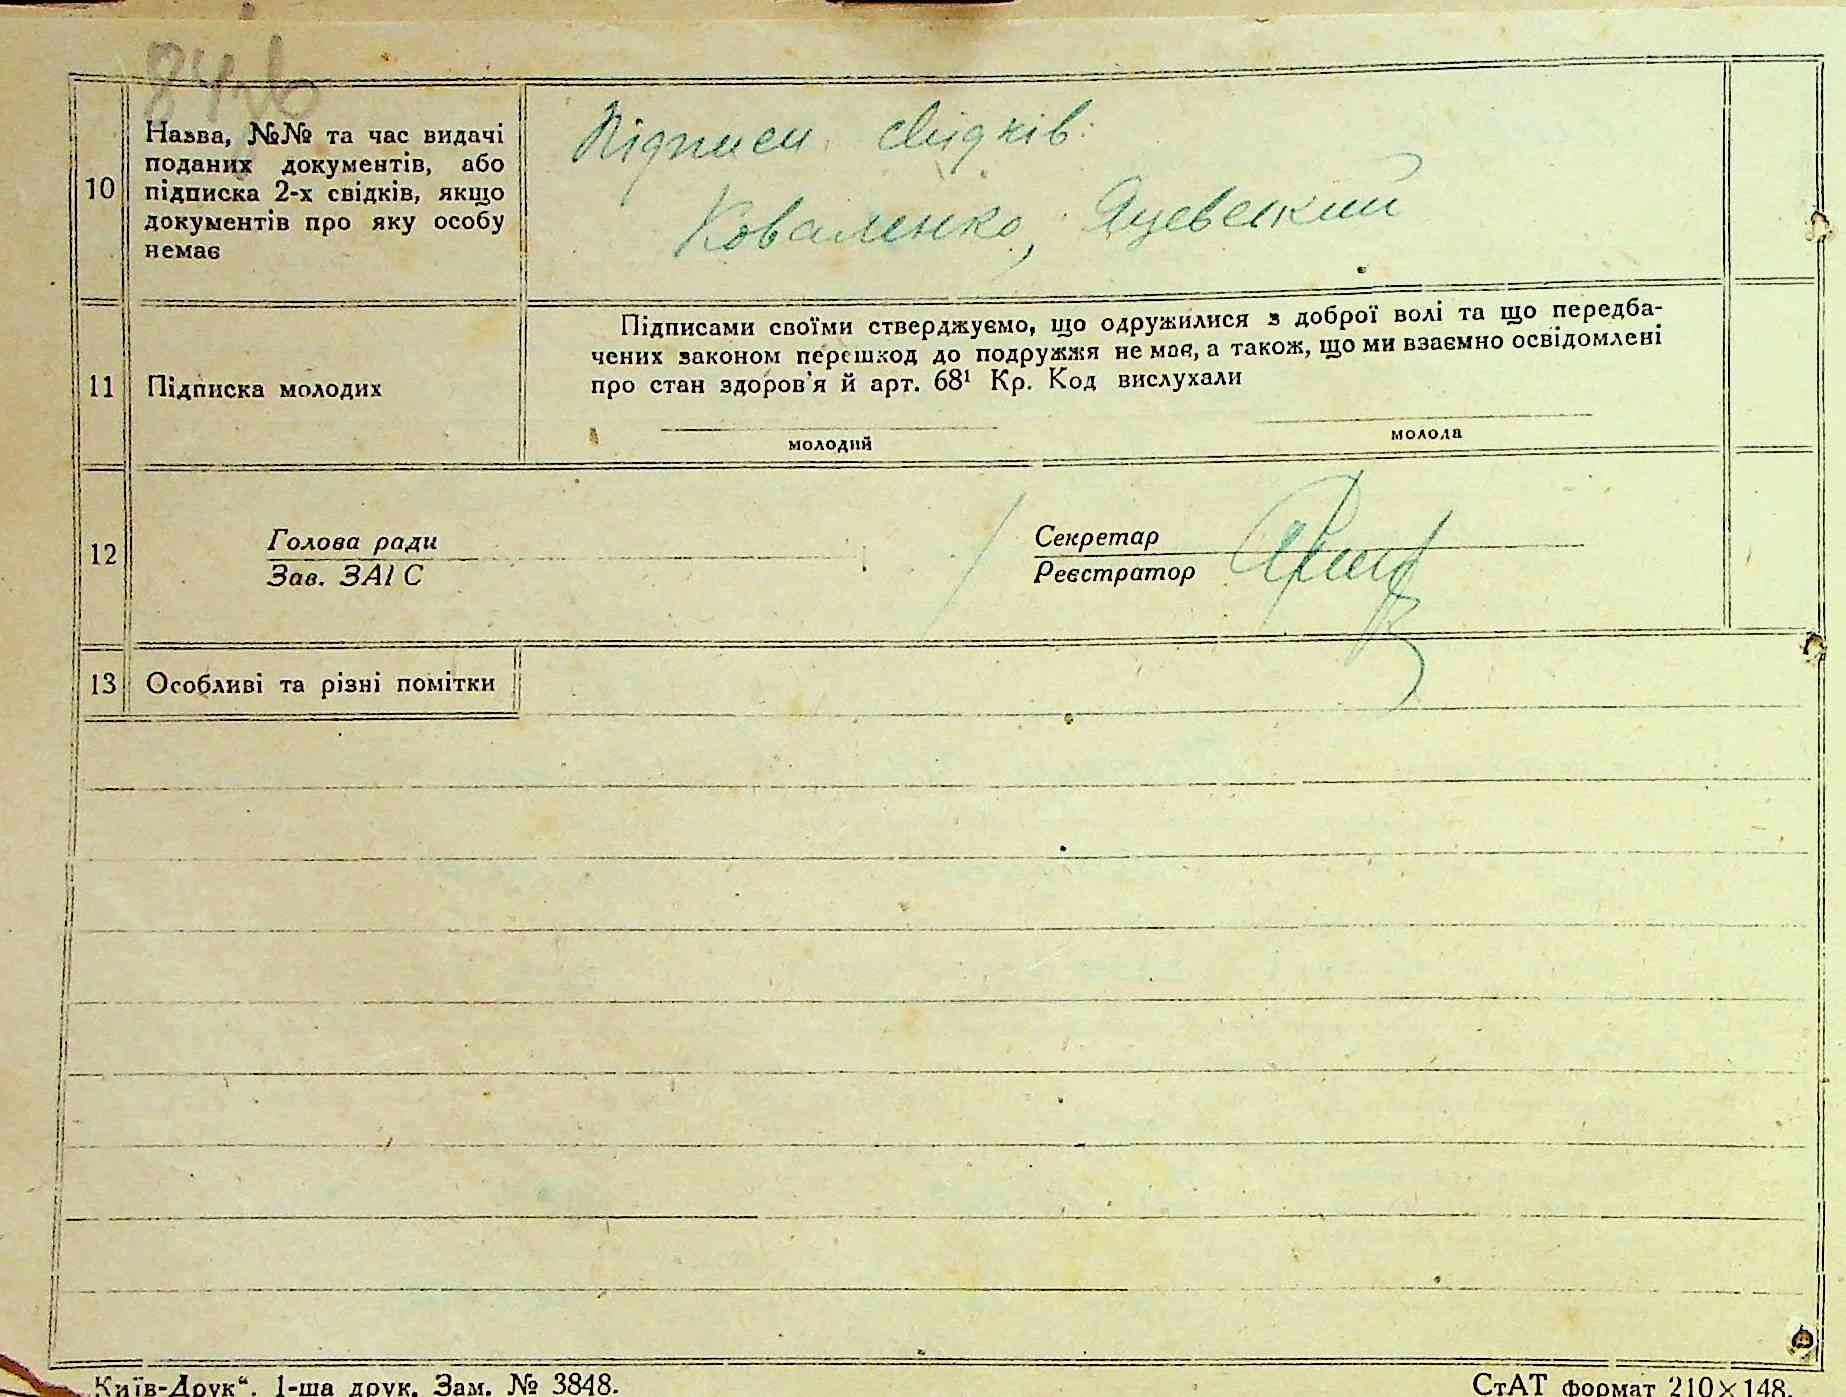 10
Назва, №№ та час видачі
поданих документів, або
підписка 2-х свідків, якщо
документів про яку особу
немає
Підписи свідків:
Коваленко, Яцевський
11
Підписка молодих
Підписами своїми стверджуємо, що одружилися з доброї волі та що передба-
чених законом перешкод до подружжя не має, а також, що ми взаємно освідомлені
про стан здоров'я й арт. 68¹ Кр. Код вислухали
молодий
молода
12
Голова ради
Зав. ЗАІС
Секретар
Реєстратор
13
Особливі та різні помітки
Київ-Друк“. 1-ша друк. Зам. № 3848.
СтАТ формат 210×148.